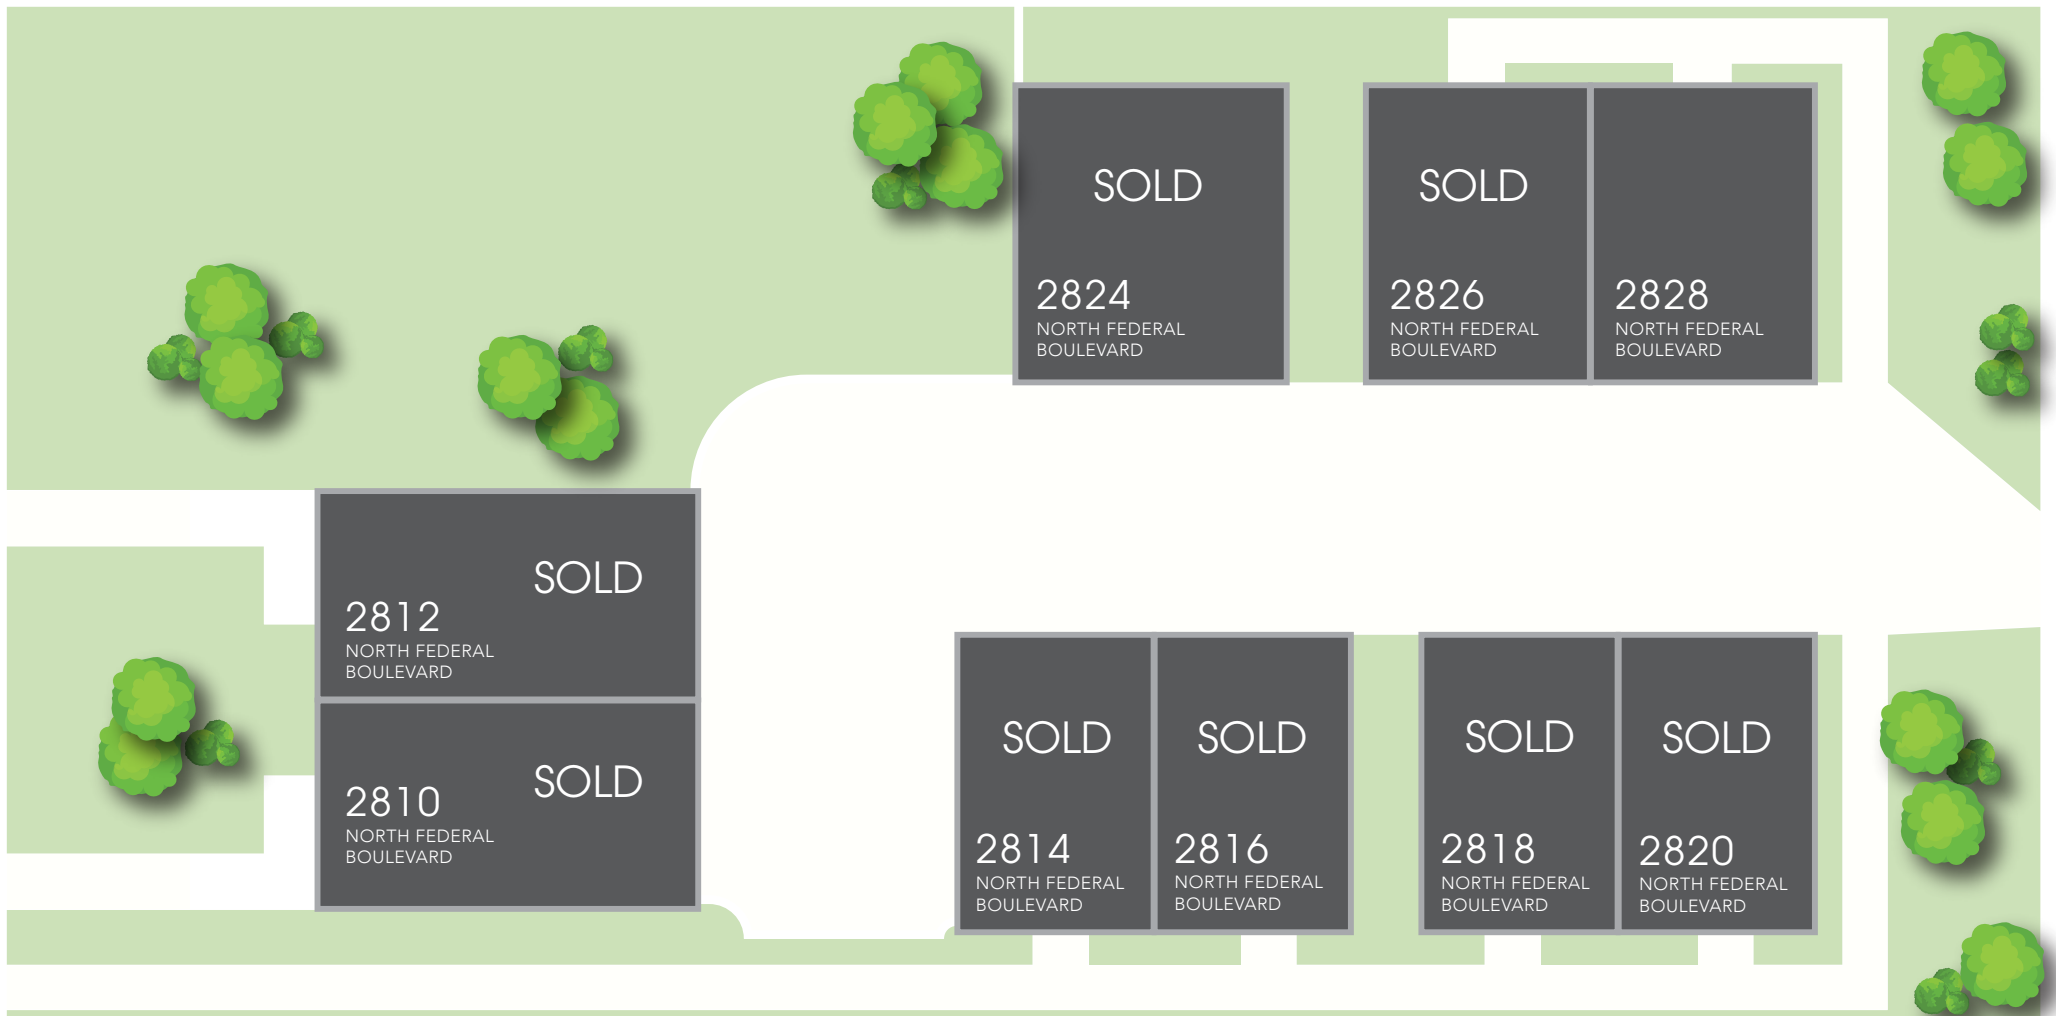 SOLD
2824
NORTH FEDERAL
BOULEVARD
SOLD
2826
NORTH FEDERAL
BOULEVARD
2828
NORTH FEDERAL
BOULEVARD
SOLD
2812
NORTH FEDERAL
BOULEVARD
SOLD
2810
NORTH FEDERAL
BOULEVARD
SOLD
2814
NORTH FEDERAL
BOULEVARD
SOLD
2816
NORTH FEDERAL
BOULEVARD
SOLD
2818
NORTH FEDERAL
BOULEVARD
SOLD
2820
NORTH FEDERAL
BOULEVARD